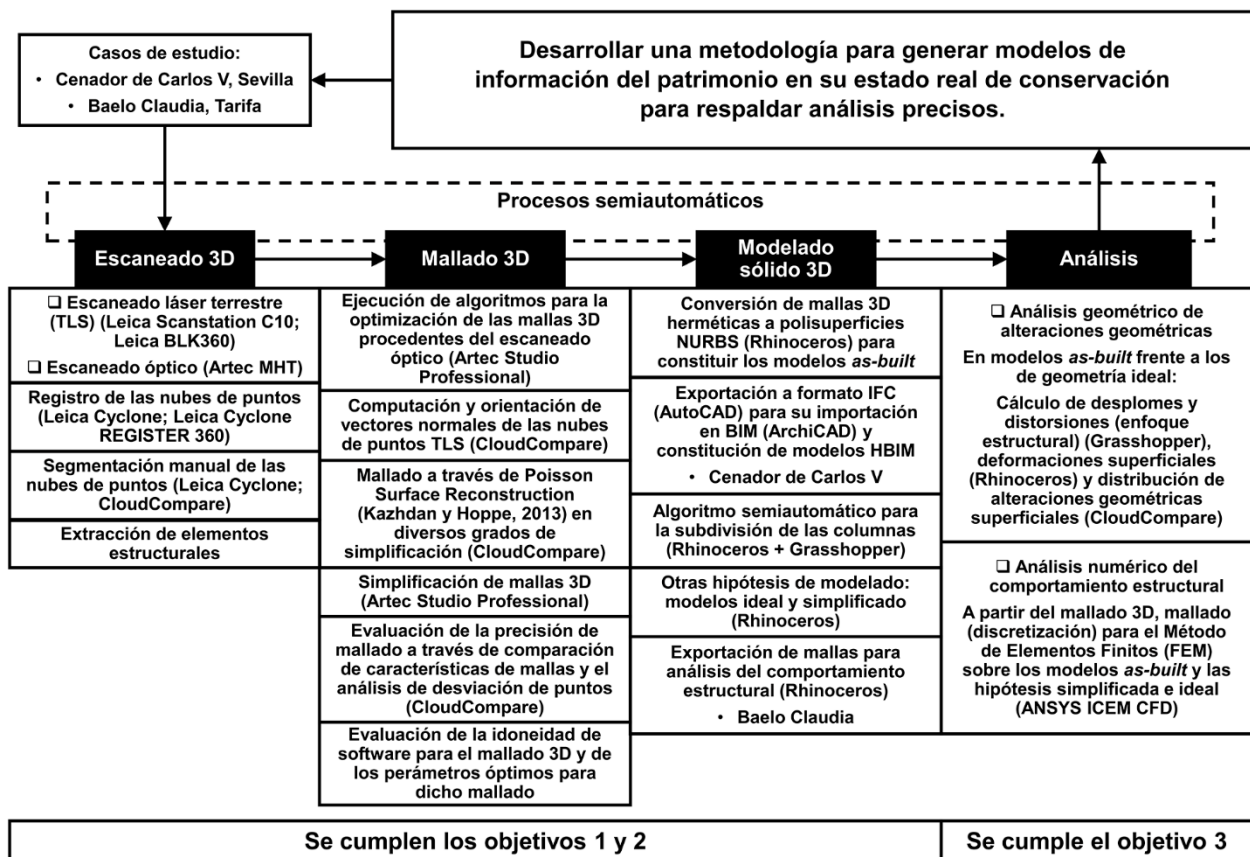 Casos de estudio:
• Cenador de Carlos V, Sevilla
• Baelo Claudia, Tarifa
Desarrollar una metodología para generar modelos de
información del patrimonio en su estado real de conservación
para respaldar análisis precisos.
Procesos semiautomáticos
Escaneado 3D
❑ Escaneado láser terrestre
(TLS) (Leica Scanstation C10;
Leica BLK360)
❑ Escaneado óptico (Artec MHT)
Registro de las nubes de puntos
(Leica Cyclone; Leica Cyclone
REGISTER 360)
Segmentación manual de las
nubes de puntos (Leica Cyclone;
CloudCompare)
Extracción de elementos
estructurales
Mallado 3D
Ejecución de algoritmos para la
optimización de las mallas 3D
procedentes del escaneado
óptico (Artec Studio
Professional)
Computación y orientación de
vectores normales de las nubes
de puntos TLS (CloudCompare)
Mallado a través de Poisson
Surface Reconstruction
(Kazhdan y Hoppe, 2013) en
diversos grados de
simplificación (CloudCompare)
Simplificación de mallas 3D
(Artec Studio Professional)
Evaluación de la precisión de
mallado a través de comparación
de características de mallas y el
análisis de desviación de puntos
(CloudCompare)
Evaluación de la idoneidad de
software para el mallado 3D y de
los perámetros óptimos para
dicho mallado
Modelado
sólido 3D
Conversión de mallas 3D
herméticas a polisuperficies
NURBS (Rhinoceros) para
constituir los modelos as-built
Exportación a formato IFC
(AutoCAD) para su importación
en BIM (ArchiCAD) y
constitución de modelos HBIM
• Cenador de Carlos V
Algoritmo semiautomático para
la subdivisión de las columnas
(Rhinoceros + Grasshopper)
Otras hipótesis de modelado:
modelos ideal y simplificado
(Rhinoceros)
Exportación de mallas para
análisis del comportamiento
estructural (Rhinoceros)
• Baelo Claudia
Análisis
❑ Análisis geométrico de
alteraciones geométricas
En modelos as-built frente a los
de geometría ideal:
Cálculo de desplomes y
distorsiones (enfoque
estructural) (Grasshopper),
deformaciones superficiales
(Rhinoceros) y distribución de
alteraciones geométricas
superficiales (CloudCompare)
❑ Análisis numérico del
comportamiento estructural
A partir del mallado 3D, mallado
(discretización) para el Método
de Elementos Finitos (FEM)
sobre los modelos as-built y las
hipótesis simplificada e ideal
(ANSYS ICEM CFD)
Se cumplen los objetivos 1 y 2
Se cumple el objetivo 3